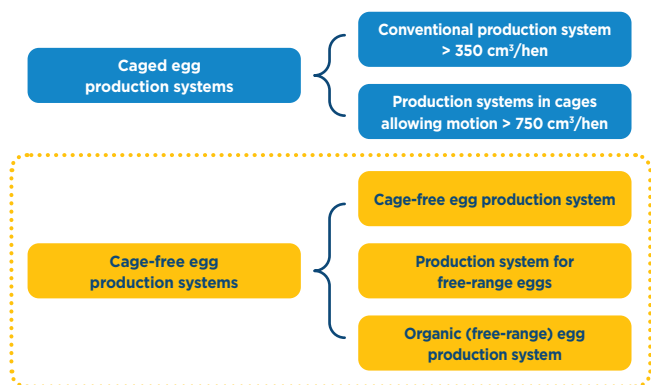 Caged egg
production systems
Conventional production system
> 350 cm³/hen
Production systems in cages
allowing motion > 750 cm³/hen
Cage-free egg
production systems
Cage-free egg production system
Production system for
free-range eggs
Organic (free-range) egg
production system